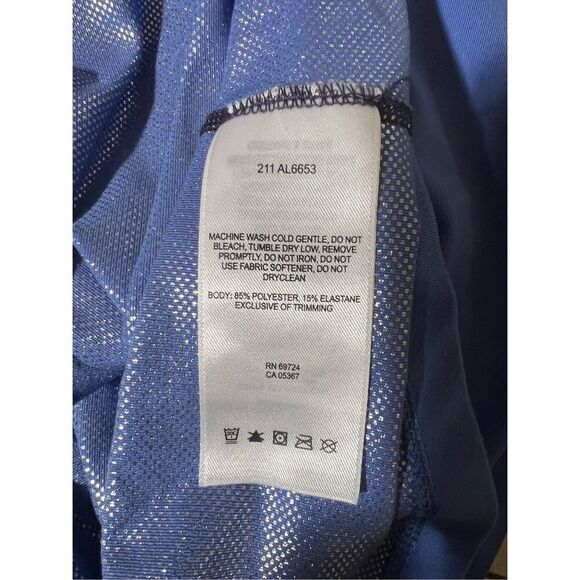 211 AL6653
MACHINE WASH COLD GENTLE, DO NOT
BLEACH, TUMBLE DRY LOW, REMOVE
PROMPTLY, DO NOT IRON, DO NOT
USE FABRIC SOFTENER, DO NOT
DRYCLEAN
BODY: 85% POLYESTER, 15% ELASTANE
EXCLUSIVE OF TRIMMING
RN 69724
CA 05367